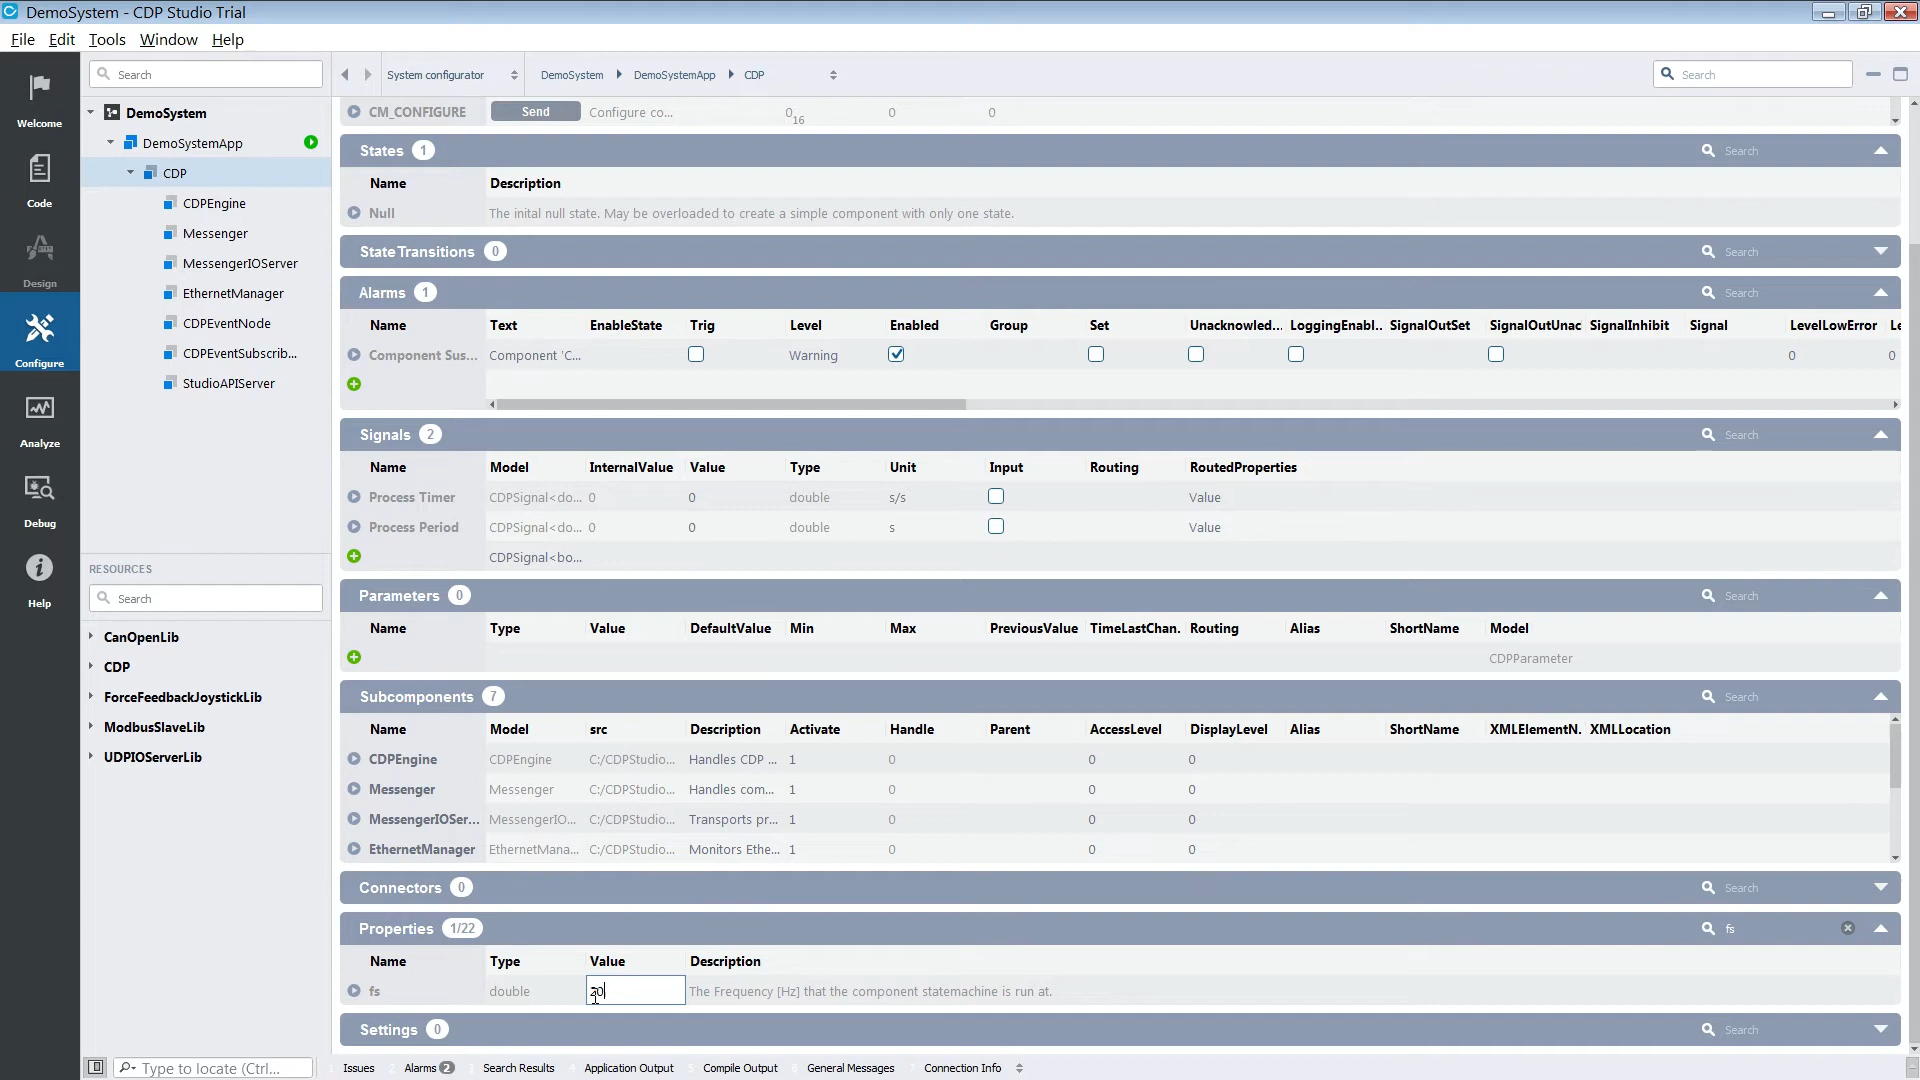 DemoSystem - CDP Studio Trial
File Edit Tools Window Help
Search
System configurator
DemoSystem DemoSystemApp CDP
Search
Welcome
Code
Design
Configure
Analyze
Debug
Help
DemoSystem
DemoSystemApp
CDP
CDPEngine
Messenger
MessengerIOServer
EthernetManager
CDPEventNode
CDPEventSubscrib...
StudioAPIServer
RESOURCES
Search
CanOpenLib
CDP
ForceFeedbackJoystickLib
ModbusSlaveLib
UDPIOServerLib
CM_CONFIGURE Send Configure co... 0 16 0 0
States 1 Search
Name Description
Null The inital null state. May be overloaded to create a simple component with only one state.
StateTransitions 0 Search
Alarms 1 Search
Name Text EnableState Trig Level Enabled Group Set Unacknowled... LoggingEnabl.. SignalOutSet SignalOutUnac SignalInhibit Signal LevelLowError Le
Component Sus... Component 'C... Warning 0 0
Signals 2 Search
Name Model InternalValue Value Type Unit Input Routing RoutedProperties
Process Timer CDPSignal<do... 0 0 double s/s Value
Process Period CDPSignal<do... 0 0 double s Value
CDPSignal<bo...
Parameters 0 Search
Name Type Value DefaultValue Min Max PreviousValue TimeLastChan. Routing Alias ShortName Model
CDPParameter
Subcomponents 7 Search
Name Model src Description Activate Handle Parent AccessLevel DisplayLevel Alias ShortName XMLElementN. XMLLocation
CDPEngine CDPEngine C:/CDPStudio... Handles CDP ... 1 0 0 0
Messenger Messenger C:/CDPStudio... Handles com... 1 0 0 0
MessengerIOSer... MessengerIO... C:/CDPStudio... Transports pr... 1 0 0 0
EthernetManager EthernetMana... C:/CDPStudio... Monitors Ethe... 1 0 0 0
Connectors 0 Search
Properties 1/22 fs
Name Type Value Description
fs double 20 The Frequency [Hz] that the component statemachine is run at.
Settings 0 Search
Type to locate (Ctrl... 1 Issues 2 Alarms 2 3 Search Results 4 Application Output 5 Compile Output 6 General Messages 7 Connection Info